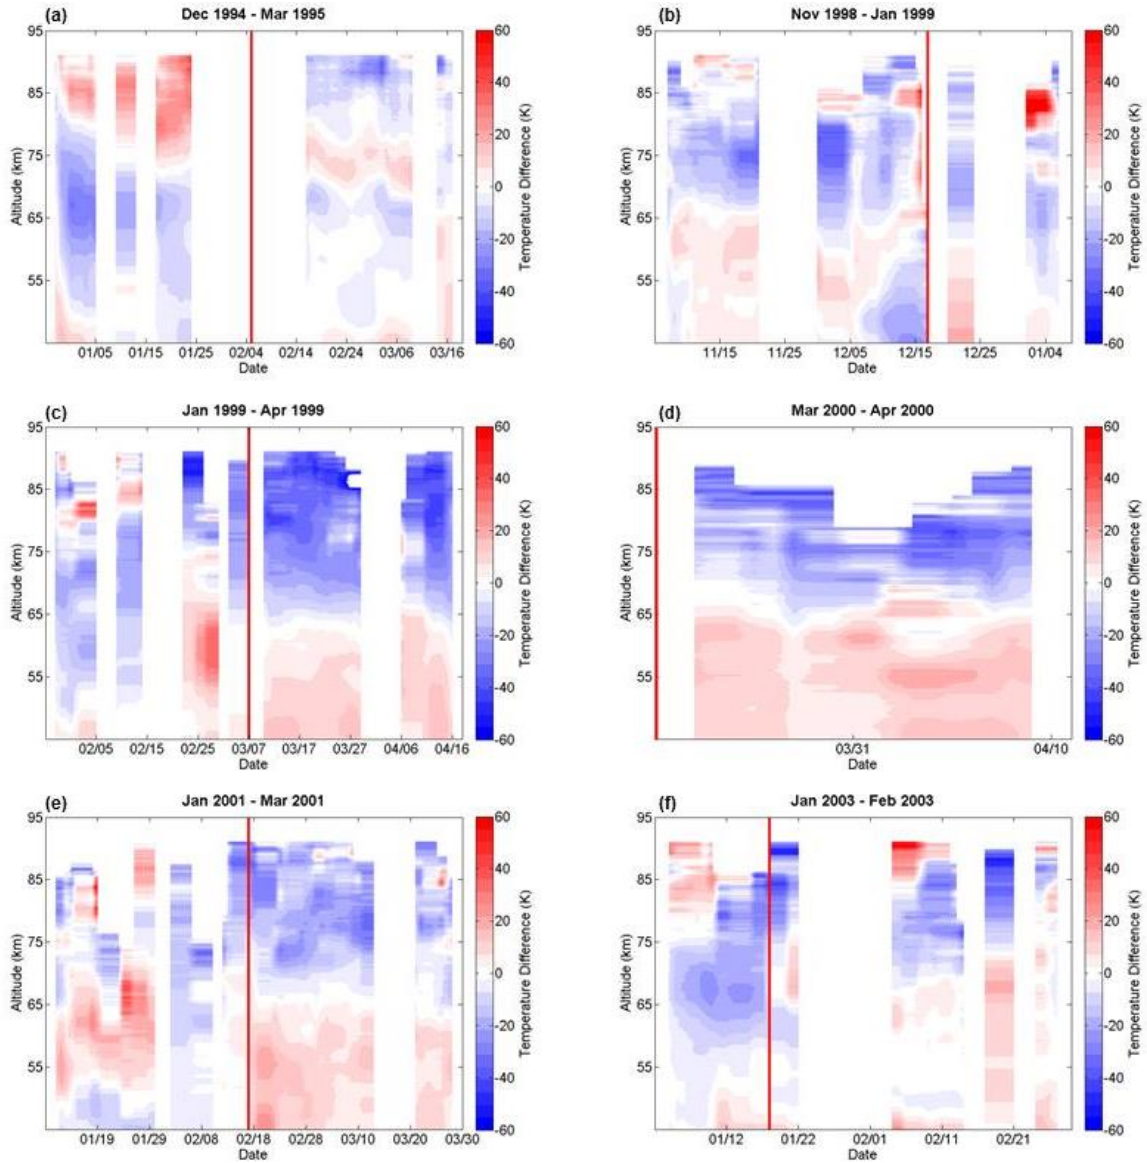 (a) Dec 1994 - Mar 1995
95
85
75
65
55
Altitude (km)
01/05 01/15 01/25 02/04 02/14 02/24 03/06 03/16
Date
60
40
20
0
-20
-40
-60
Temperature Difference (K)
(b) Nov 1998 - Jan 1999
95
85
75
65
55
Altitude (km)
11/15 11/25 12/05 12/15 12/25 01/04
Date
60
40
20
0
-20
-40
-60
Temperature Difference (K)
(c) Jan 1999 - Apr 1999
95
85
75
65
55
Altitude (km)
02/05 02/15 02/25 03/07 03/17 03/27 04/06 04/16
Date
60
40
20
0
-20
-40
-60
Temperature Difference (K)
(d) Mar 2000 - Apr 2000
95
85
75
65
55
Altitude (km)
03/31 04/10
Date
60
40
20
0
-20
-40
-60
Temperature Difference (K)
(e) Jan 2001 - Mar 2001
95
85
75
65
55
Altitude (km)
01/19 01/29 02/08 02/18 02/28 03/10 03/20 03/30
Date
60
40
20
0
-20
-40
-60
Temperature Difference (K)
(f) Jan 2003 - Feb 2003
95
85
75
65
55
Altitude (km)
01/12 01/22 02/01 02/11 02/21
Date
60
40
20
0
-20
-40
-60
Temperature Difference (K)